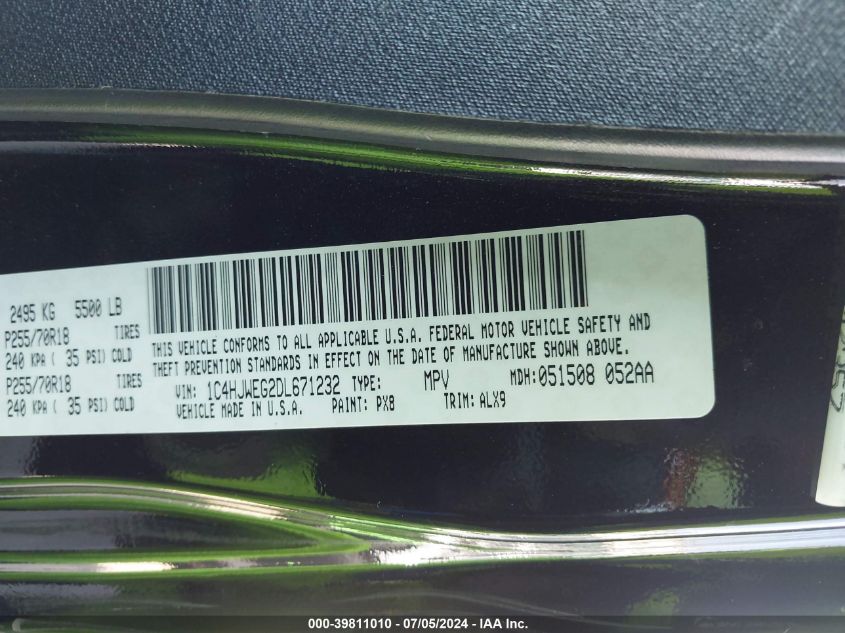 2495 KG 5500 LB
P255/70R18 TIRES
240 KPA ( 35 PSI) COLD
P255/70R18 TIRES
240 KPA ( 35 PSI) COLD
THIS VEHICLE CONFORMS TO ALL APPLICABLE U.S.A. FEDERAL MOTOR VEHICLE SAFETY AND
THEFT PREVENTION STANDARDS IN EFFECT ON THE DATE OF MANUFACTURE SHOWN ABOVE.
VIN: 1C4HJWEG2DL671232 TYPE: MPV MDH:051508 052AA
VEHICLE MADE IN U.S.A. PAINT: PX8 TRIM: ALX9
000-39811010 - 07/05/2024 - IAA Inc.